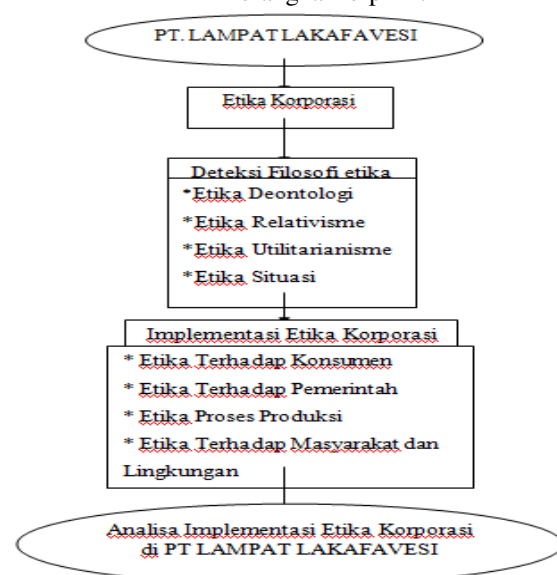 PT. LAMPAT LAKAFAVESI
Etika Korporasi
Deteksi Filosofi etika
*Etika Deontologi
*Etika Relativisme
*Etika Utilitarianisme
*Etika Situasi
Implementasi Etika Korporasi
* Etika Terhadap Konsumen
* Etika Terhadap Pemerintah
* Etika Proses Produksi
* Etika Terhadap Masyarakat dan
Lingkungan
Analisa Implementasi Etika Korporasi
di PT LAMPAT LAKAFAVESI